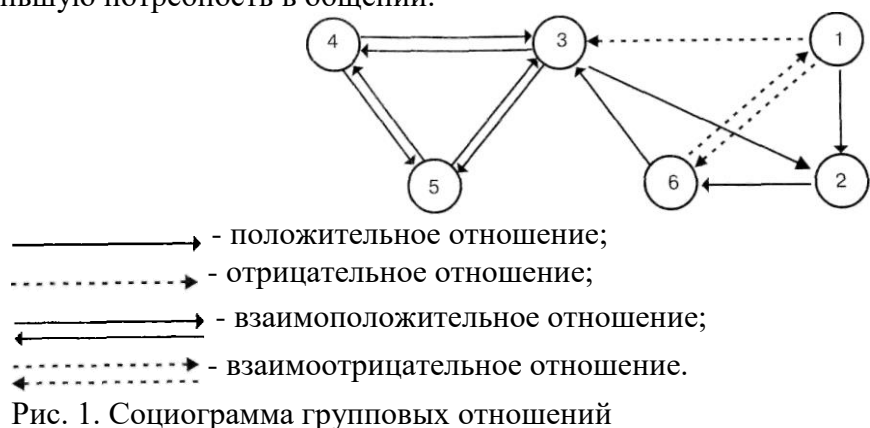 потребность в общении.
4 3 1
5 6 2
- положительное отношение;
- отрицательное отношение;
- взаимоположительное отношение;
- взаимоотрицательное отношение.
Рис. 1. Социограмма групповых отношений